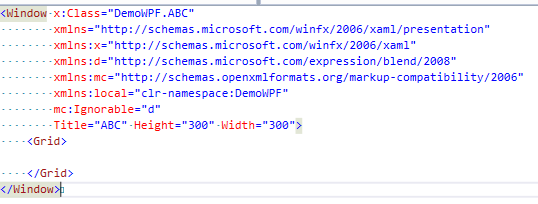 <Window x:Class="DemoWPF.ABC"
        xmlns="http://schemas.microsoft.com/winfx/2006/xaml/presentation"
        xmlns:x="http://schemas.microsoft.com/winfx/2006/xaml"
        xmlns:d="http://schemas.microsoft.com/expression/blend/2008"
        xmlns:mc="http://schemas.openxmlformats.org/markup-compatibility/2006"
        xmlns:local="clr-namespace:DemoWPF"
        mc:Ignorable="d"
        Title="ABC" Height="300" Width="300">
    <Grid>
    </Grid>
</Window>